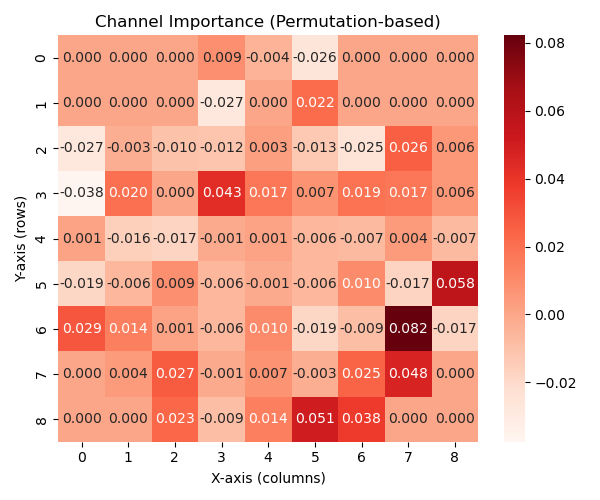 Channel Importance (Permutation-based)
0 0.000 0.000 0.000 0.009 -0.004 -0.026 0.000 0.000 0.000
1 0.000 0.000 0.000 -0.027 0.000 0.022 0.000 0.000 0.000
2 -0.027 -0.003 -0.010 -0.012 0.003 -0.013 -0.025 0.026 0.006
3 -0.038 0.020 0.000 0.043 0.017 0.007 0.019 0.017 0.006
4 0.001 -0.016 -0.017 -0.001 0.001 -0.006 -0.007 0.004 -0.007
5 -0.019 -0.006 0.009 -0.006 -0.001 -0.006 0.010 -0.017 0.058
6 0.029 0.014 0.001 -0.006 0.010 -0.019 -0.009 0.082 -0.017
7 0.000 0.004 0.027 -0.001 0.007 -0.003 0.025 0.048 0.000
8 0.000 0.000 0.023 -0.009 0.014 0.051 0.038 0.000 0.000
0 1 2 3 4 5 6 7 8
X-axis (columns)
Y-axis (rows)
0.08
0.06
0.04
0.02
0.00
−0.02